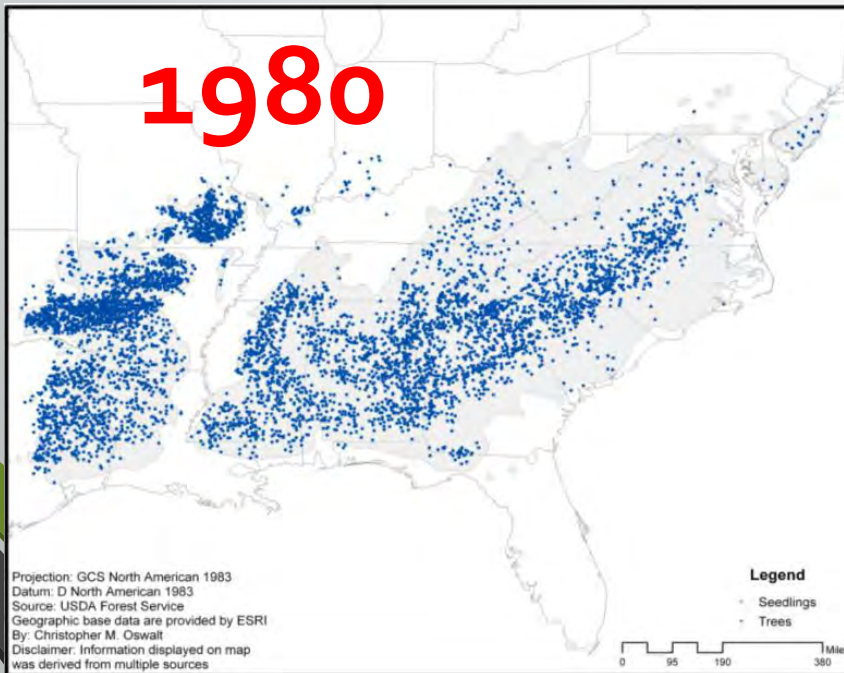 1980
Projection: GCS North American 1983
Datum: D North American 1983
Source: USDA Forest Service
Geographic base data are provided by ESRI
By: Christopher M. Oswalt
Disclaimer: Information displayed on map
was derived from multiple sources
Legend
Seedlings
Trees
Mile
0 95 190 380